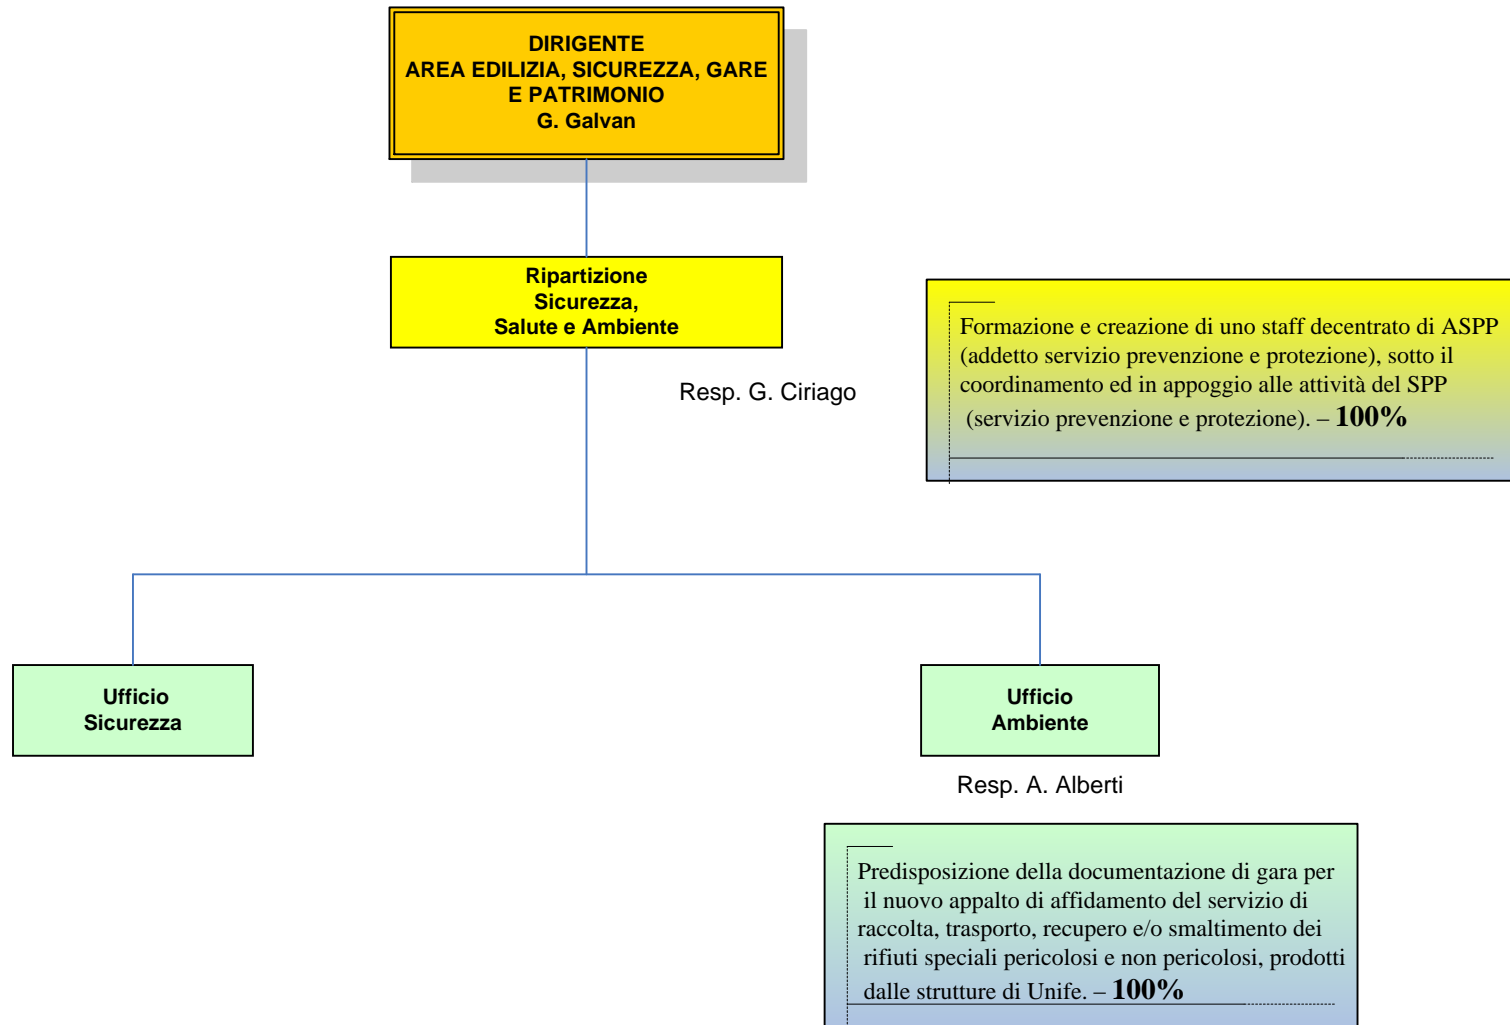 DIRIGENTE
AREA EDILIZIA, SICUREZZA, GARE
E PATRIMONIO
G. Galvan
Ripartizione
Sicurezza,
Salute e Ambiente
Resp. G. Ciriago
Formazione e creazione di uno staff decentrato di ASPP
(addetto servizio prevenzione e protezione), sotto il
coordinamento ed in appoggio alle attività del SPP
(servizio prevenzione e protezione). – 100%
Ufficio
Sicurezza
Ufficio
Ambiente
Resp. A. Alberti
Predisposizione della documentazione di gara per
il nuovo appalto di affidamento del servizio di
raccolta, trasporto, recupero e/o smaltimento dei
rifiuti speciali pericolosi e non pericolosi, prodotti
dalle strutture di Unife. – 100%